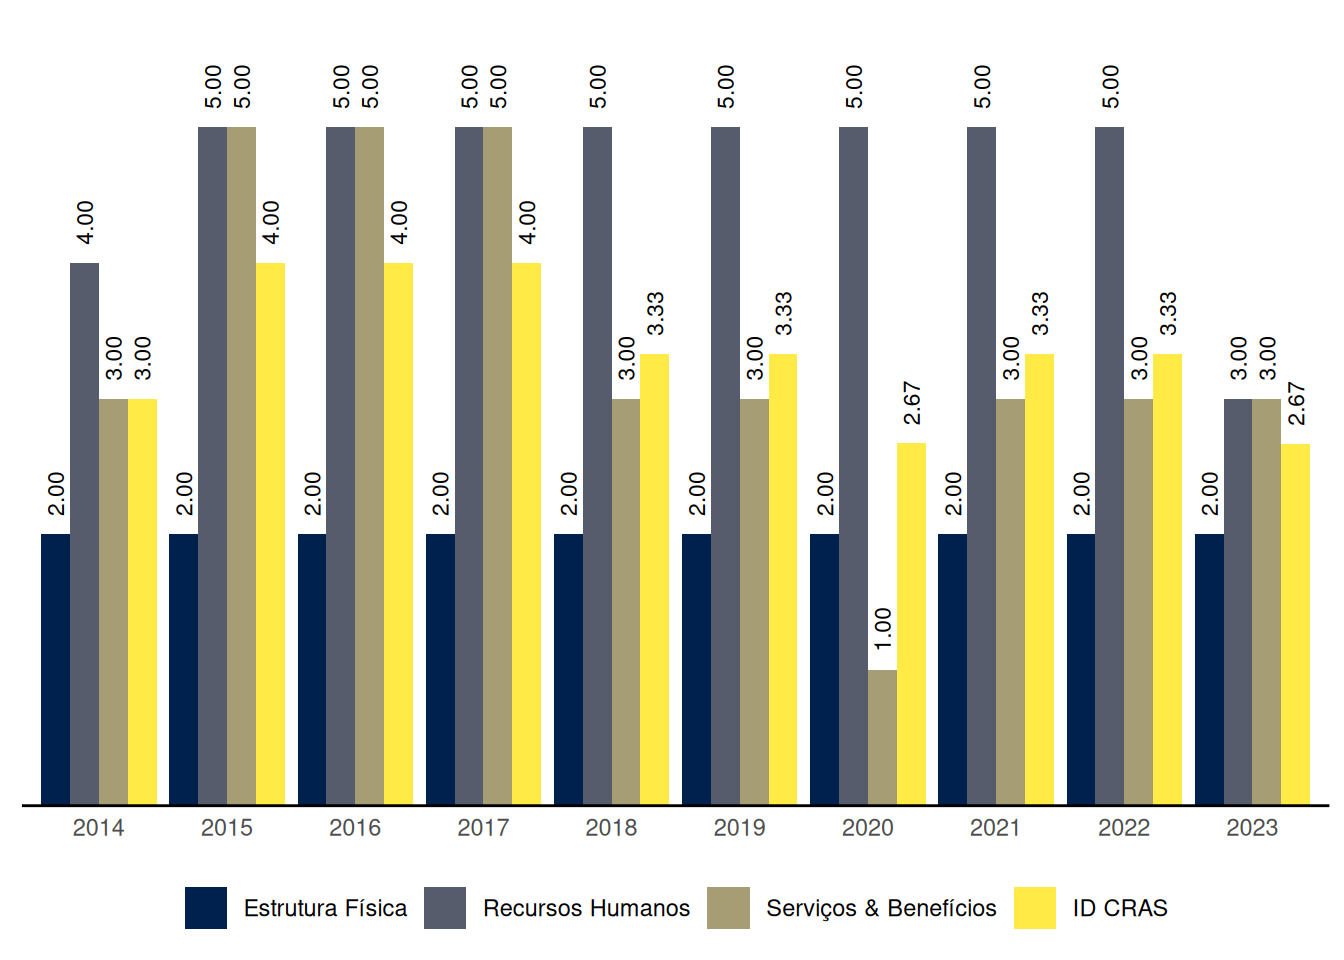 5.00 5.00 5.00 5.00 5.00 5.00 5.00 5.00 5.00 5.00 5.00
4.00 4.00 4.00 4.00
3.33 3.33 3.33 3.33
3.00 3.00 3.00 3.00 3.00 3.00 3.00 3.00
2.67 2.67
2.00 2.00 2.00 2.00 2.00 2.00 2.00 2.00 2.00 2.00
1.00
2014 2015 2016 2017 2018 2019 2020 2021 2022 2023
Estrutura Física Recursos Humanos Serviços & Benefícios ID CRAS